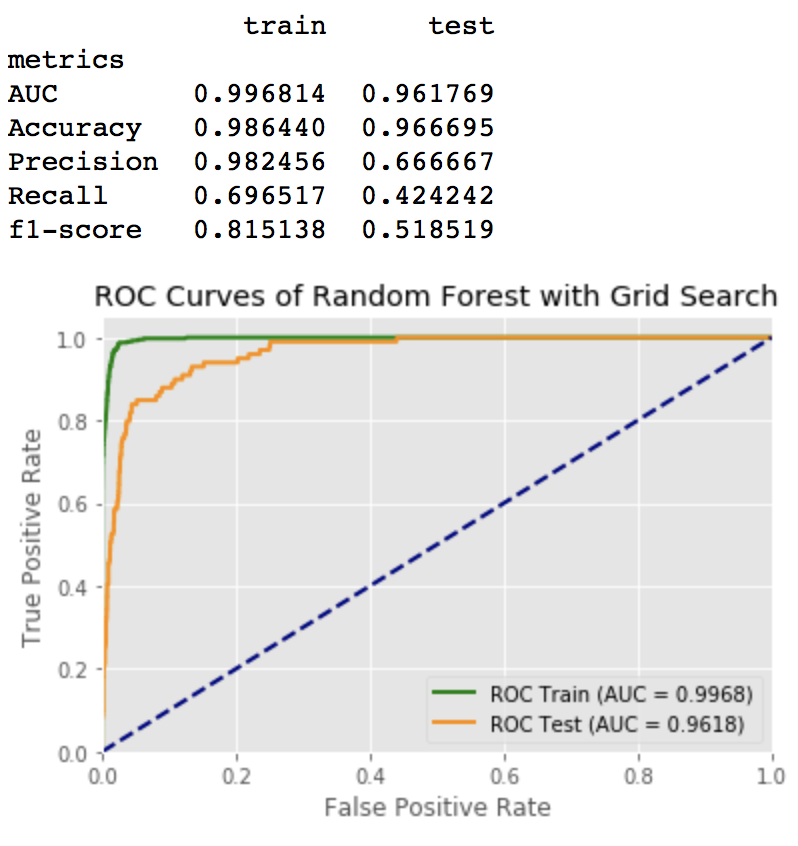 train test
metrics
AUC 0.996814 0.961769
Accuracy 0.986440 0.966695
Precision 0.982456 0.666667
Recall 0.696517 0.424242
f1-score 0.815138 0.518519
ROC Curves of Random Forest with Grid Search
1.0
0.8
0.6
0.4
0.2
0.0
True Positive Rate
ROC Train (AUC = 0.9968)
ROC Test (AUC = 0.9618)
0.0 0.2 0.4 0.6 0.8 1.0
False Positive Rate